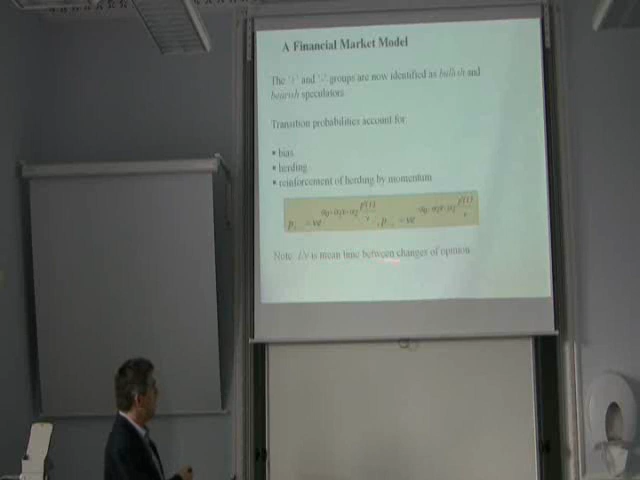 A Financial Market Model
The '+' and '-' groups are now identified as bullish and
bearish speculators.
Transition probabilities account for
▪ bias
▪ herding
▪ reinforcement of herding by momentum
Note: 1/ν is mean time between changes of opinion